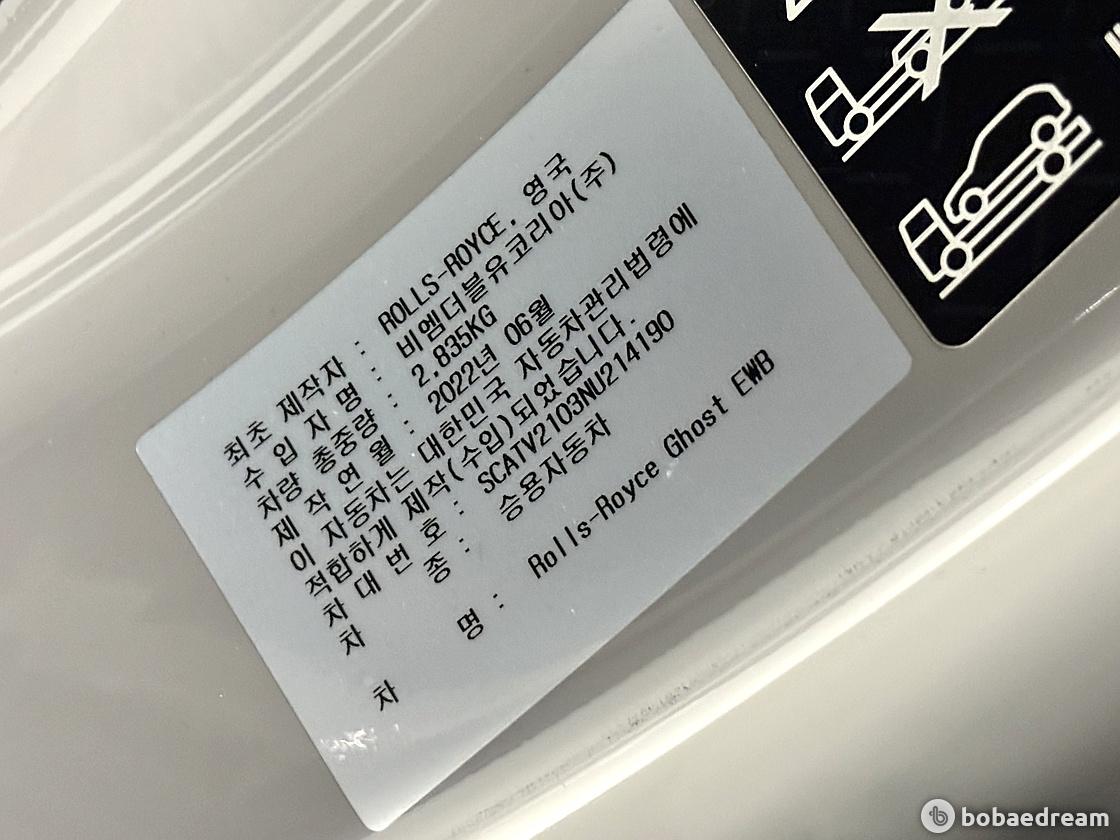 최초 제작자 : ROLLS-ROYCE, 영국
수 입 자 명 : 비엠더블유코리아(주)
차량 총중량 : 2,835KG
제 작 연 월 : 2022년 06월
이 자동차는 대한민국 자동차관리법령에
적합하게 제작(수입)되었습니다.
차 대 번 호 : SCATV2103NU214190
차 종 : 승용자동차
차 명 : Rolls-Royce Ghost EWB
bobaedream